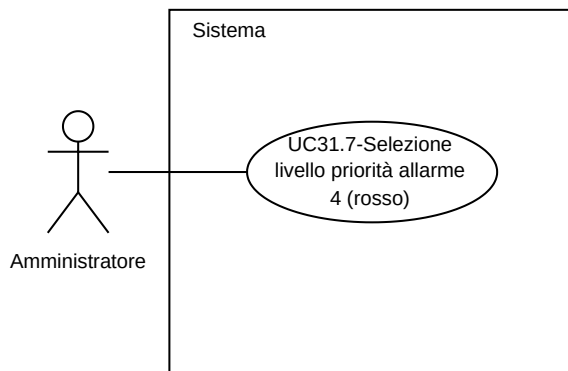 Sistema
UC31.7-Selezione
livello priorità allarme
4 (rosso)
Amministratore